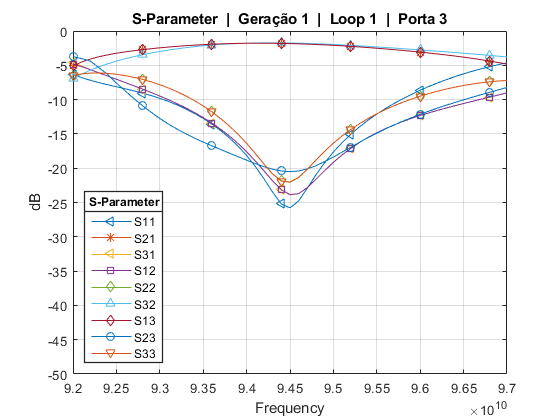 S-Parameter | Geração 1 | Loop 1 | Porta 3
dB
0
-5
-10
-15
-20
-25
-30
-35
-40
-45
-50
S-Parameter
S11
S21
S31
S12
S22
S32
S13
S23
S33
9.2 9.25 9.3 9.35 9.4 9.45 9.5 9.55 9.6 9.65 9.7
Frequency
×10^10